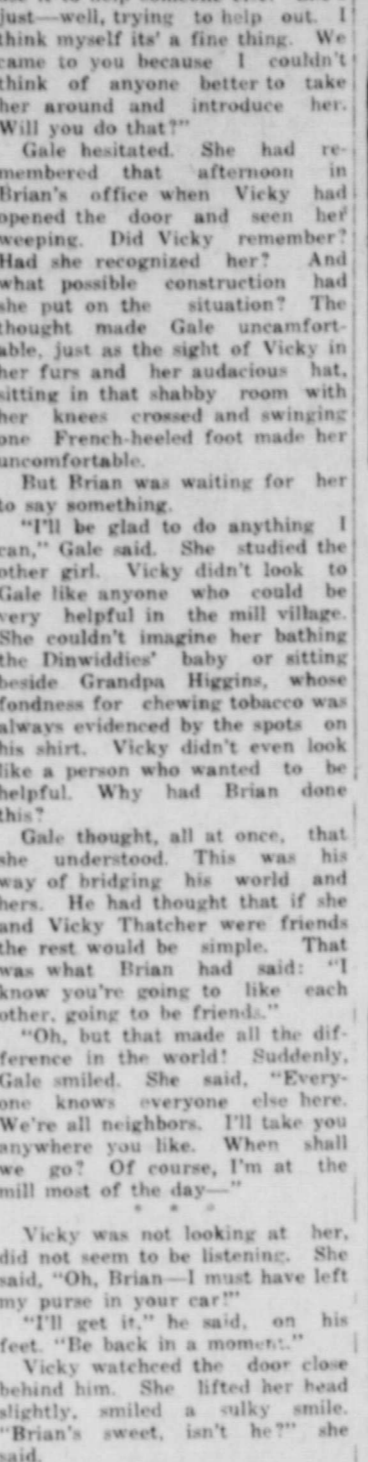 just—well, trying to help out. I
think myself its' a fine thing. We
came to you because I couldn't
think of anyone better to take
her around and introduce her.
Will you do that?"
Gale hesitated. She had re-
membered that afternoon in
Brian's office when Vicky had
opened the door and seen her
weeping. Did Vicky remember?
Had she recognized her? And
what possible construction had
she put on the situation? The
thought made Gale uncamfort-
able, just as the sight of Vicky in
her furs and her audacious hat,
sitting in that shabby room with
her knees crossed and swinging
one French-heeled foot made her
uncomfortable.
But Brian was waiting for her
to say something.
"I'll be glad to do anything I
can," Gale said. She studied the
other girl. Vicky didn't look to
Gale like anyone who could be
very helpful in the mill village.
She couldn't imagine her bathing
the Dinwiddies' baby or sitting
beside Grandpa Higgins, whose
fondness for chewing tobacco was
always evidenced by the spots on
his shirt. Vicky didn't even look
like a person who wanted to be
helpful. Why had Brian done
this?
Gale thought, all at once, that
she understood. This was his
way of bridging his world and
hers. He had thought that if she
and Vicky Thatcher were friends
the rest would be simple. That
was what Brian had said: "I
know you're going to like each
other, going to be friends."
"Oh, but that made all the dif-
ference in the world! Suddenly,
Gale smiled. She said, "Every-
one knows everyone else here.
We're all neighbors. I'll take you
anywhere you like. When shall
we go? Of course, I'm at the
mill most of the day—"
* * *
Vicky was not looking at her,
did not seem to be listening. She
said, "Oh, Brian—I must have left
my purse in your car!"
"I'll get it," he said, on his
feet. "Be back in a moment."
Vicky watcheed the door close
behind him. She lifted her head
slightly, smiled a sulky smile.
"Brian's sweet, isn't he?" she
said.